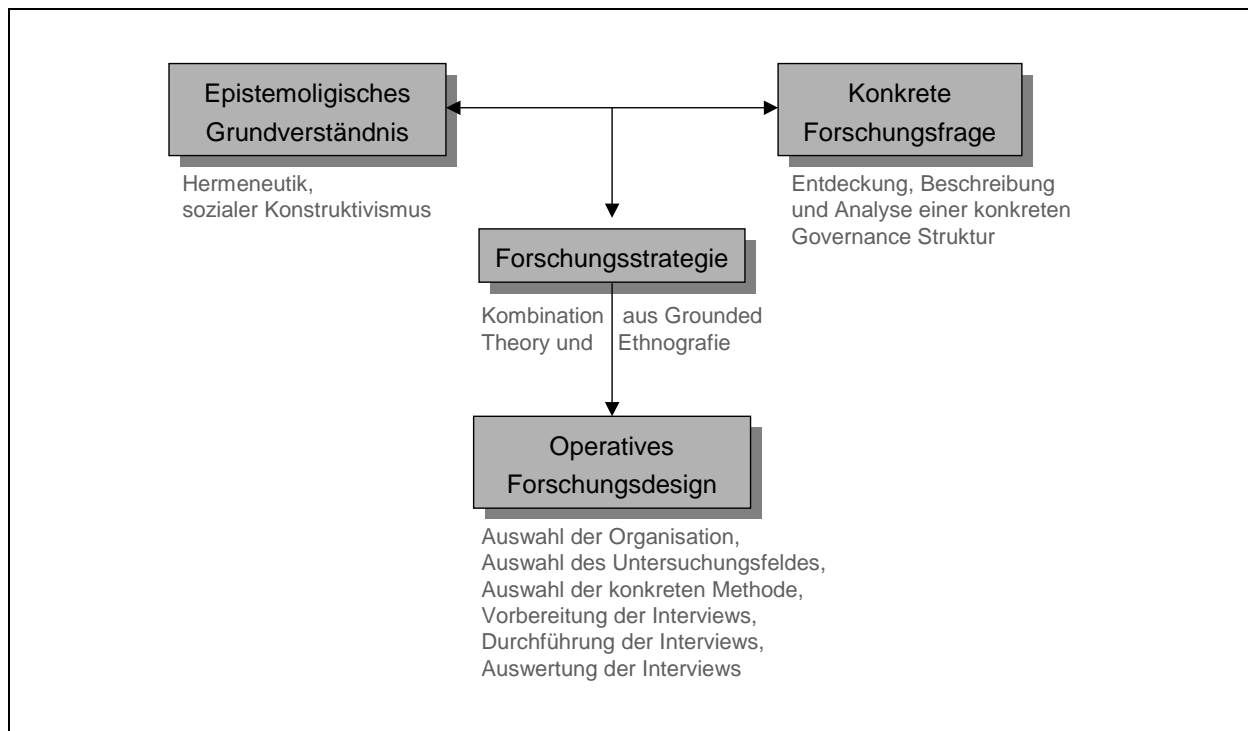 Epistemoligisches
Grundverständnis
Hermeneutik,
sozialer Konstruktivismus
Konkrete
Forschungsfrage
Entdeckung, Beschreibung
und Analyse einer konkreten
Governance Struktur
Forschungsstrategie
Kombination aus Grounded
Theory und Ethnografie
Operatives
Forschungsdesign
Auswahl der Organisation,
Auswahl des Untersuchungsfeldes,
Auswahl der konkreten Methode,
Vorbereitung der Interviews,
Durchführung der Interviews,
Auswertung der Interviews